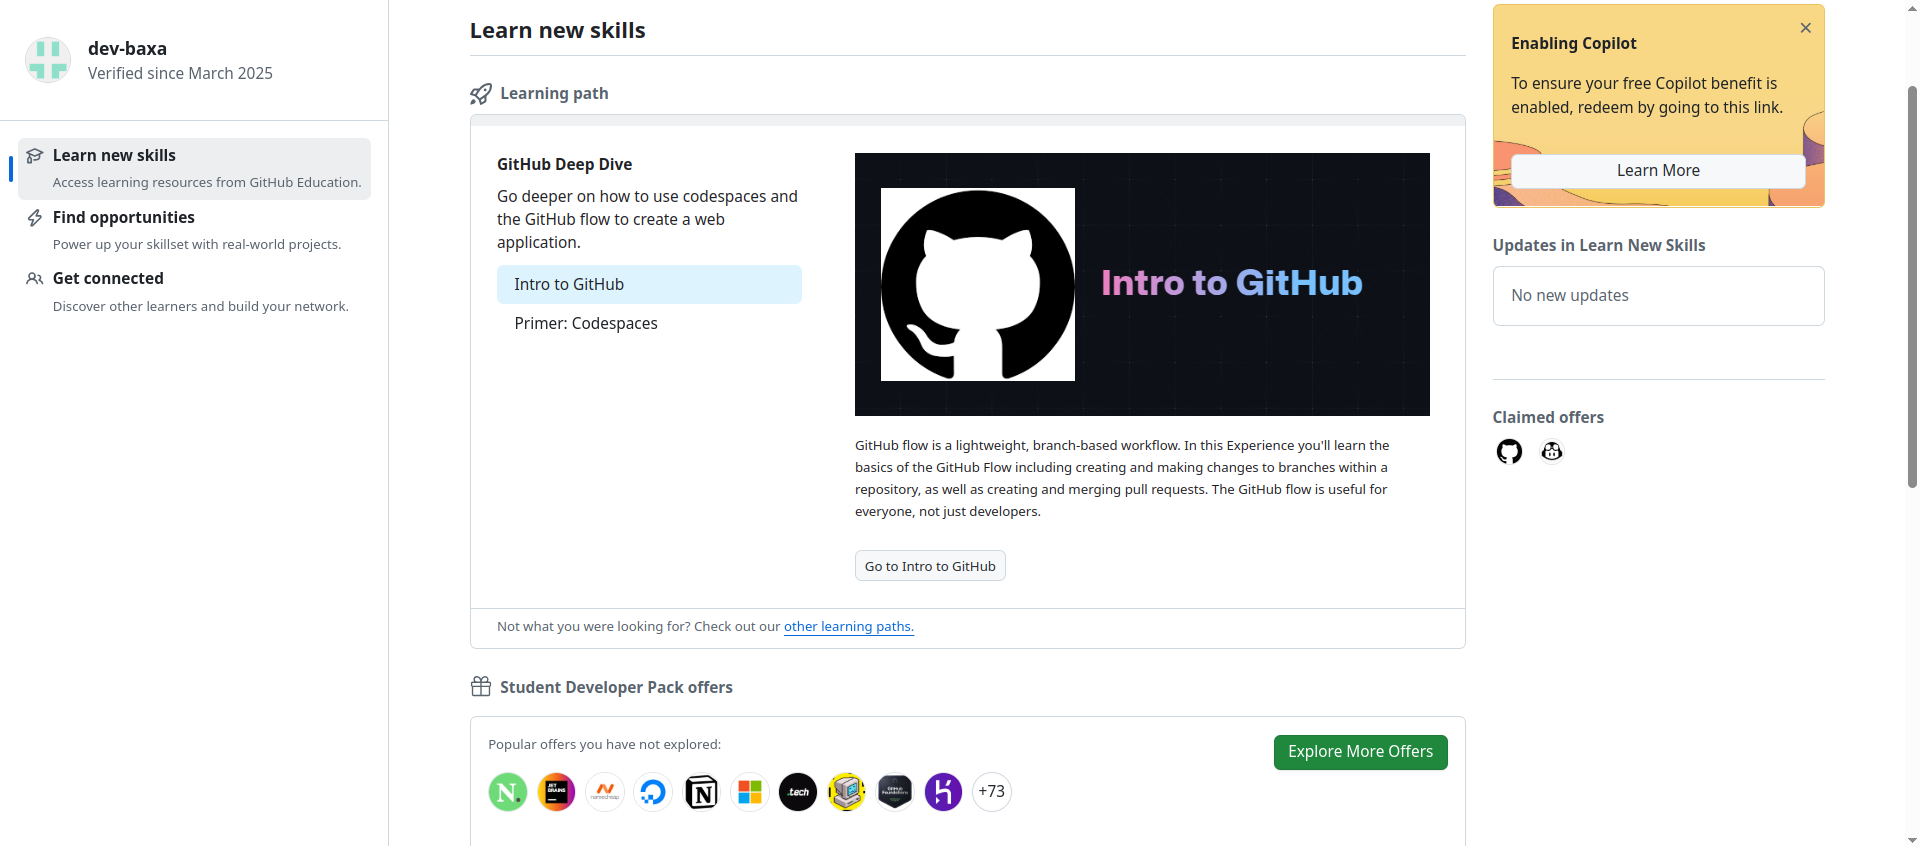 dev-baxa
Verified since March 2025
Learn new skills
Access learning resources from GitHub Education.
Find opportunities
Power up your skillset with real-world projects.
Get connected
Discover other learners and build your network.
Learn new skills
Learning path
GitHub Deep Dive
Go deeper on how to use codespaces and
the GitHub flow to create a web
application.
Intro to GitHub
Primer: Codespaces
Intro to GitHub
GitHub flow is a lightweight, branch-based workflow. In this Experience you'll learn the
basics of the GitHub Flow including creating and making changes to branches within a
repository, as well as creating and merging pull requests. The GitHub flow is useful for
everyone, not just developers.
Go to Intro to GitHub
Not what you were looking for? Check out our other learning paths.
Student Developer Pack offers
Popular offers you have not explored:
Explore More Offers
N.
JET
BRAINS
namecheap
N
.tech
GitHub
Foundations
+73
Enabling Copilot
To ensure your free Copilot benefit is
enabled, redeem by going to this link.
Learn More
Updates in Learn New Skills
No new updates
Claimed offers